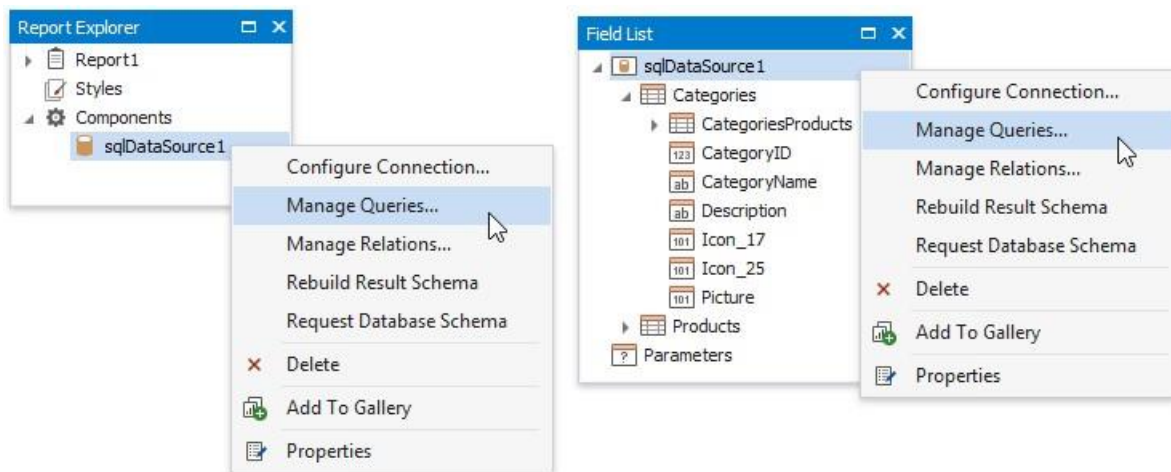 Report Explorer
Report1
Styles
Components
sqlDataSource1
Configure Connection...
Manage Queries...
Manage Relations...
Rebuild Result Schema
Request Database Schema
Delete
Add To Gallery
Properties
Field List
sqlDataSource1
Categories
CategoriesProducts
123 CategoryID
ab CategoryName
ab Description
101 Icon_17
101 Icon_25
101 Picture
Products
? Parameters
Configure Connection...
Manage Queries...
Manage Relations...
Rebuild Result Schema
Request Database Schema
Delete
Add To Gallery
Properties